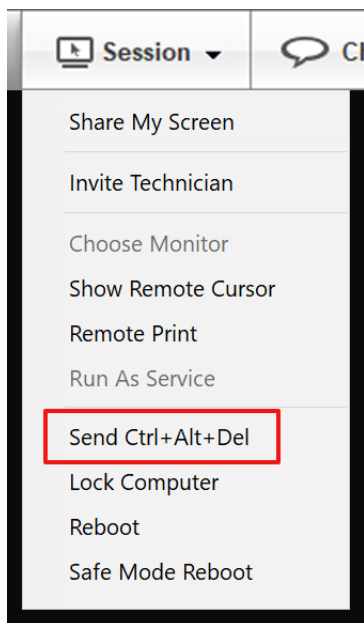 Session
Share My Screen
Invite Technician
Choose Monitor
Show Remote Cursor
Remote Print
Run As Service
Send Ctrl+Alt+Del
Lock Computer
Reboot
Safe Mode Reboot